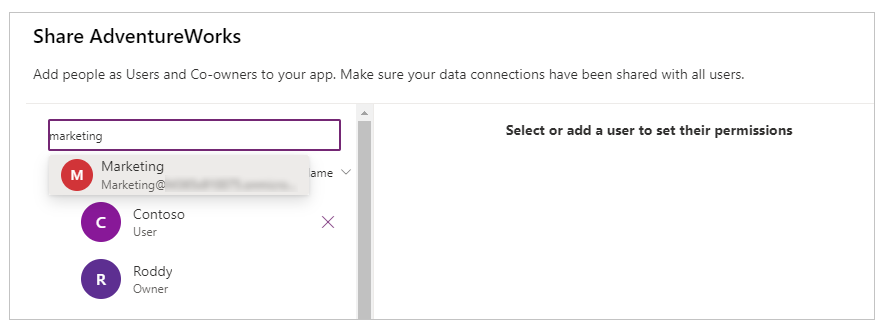 Share AdventureWorks
Add people as Users and Co-owners to your app. Make sure your data connections have been shared with all users.
marketing
Select or add a user to set their permissions
M
Marketing
Marketing@
ame
C
Contoso
User
R
Roddy
Owner